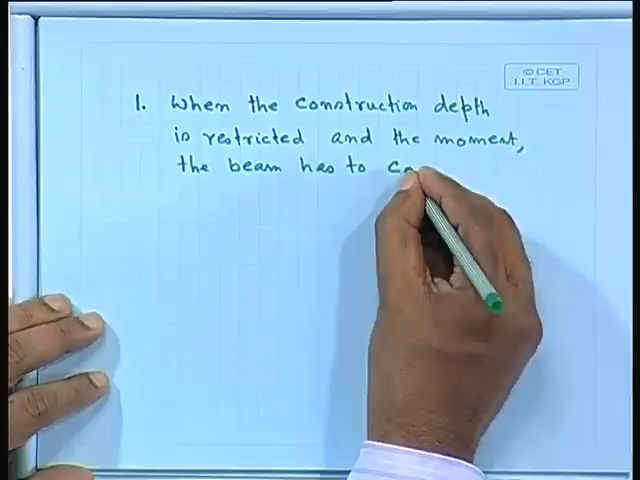 © CET
I.I.T. KGP
1. When the construction depth
is restricted and the moment,
the beam has to